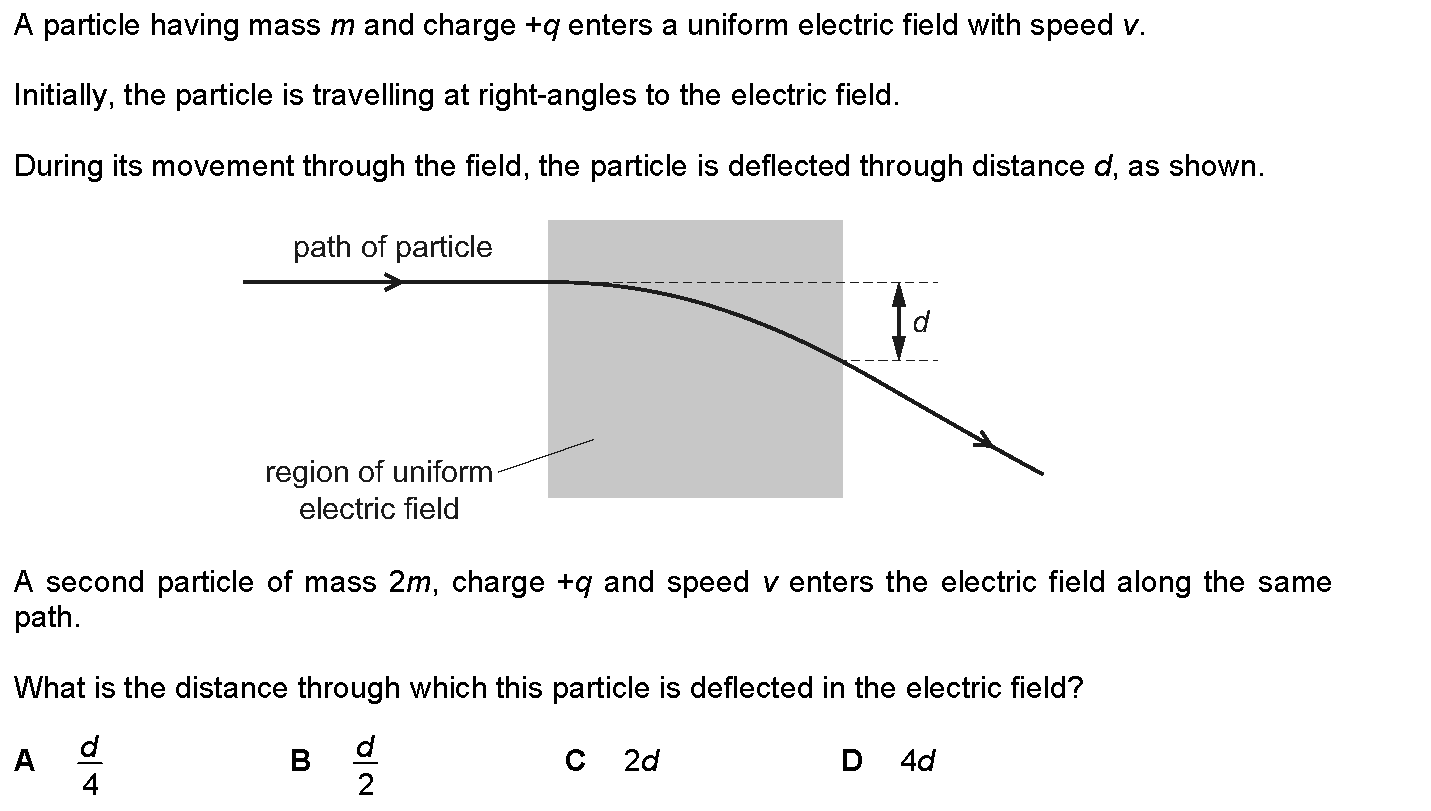 A particle having mass m and charge +q enters a uniform electric field with speed v.
Initially, the particle is travelling at right-angles to the electric field.
During its movement through the field, the particle is deflected through distance d, as shown.
path of particle
d
region of uniform
electric field
A second particle of mass 2m, charge +q and speed v enters the electric field along the same
path.
What is the distance through which this particle is deflected in the electric field?
A d/4 B d/2 C 2d D 4d